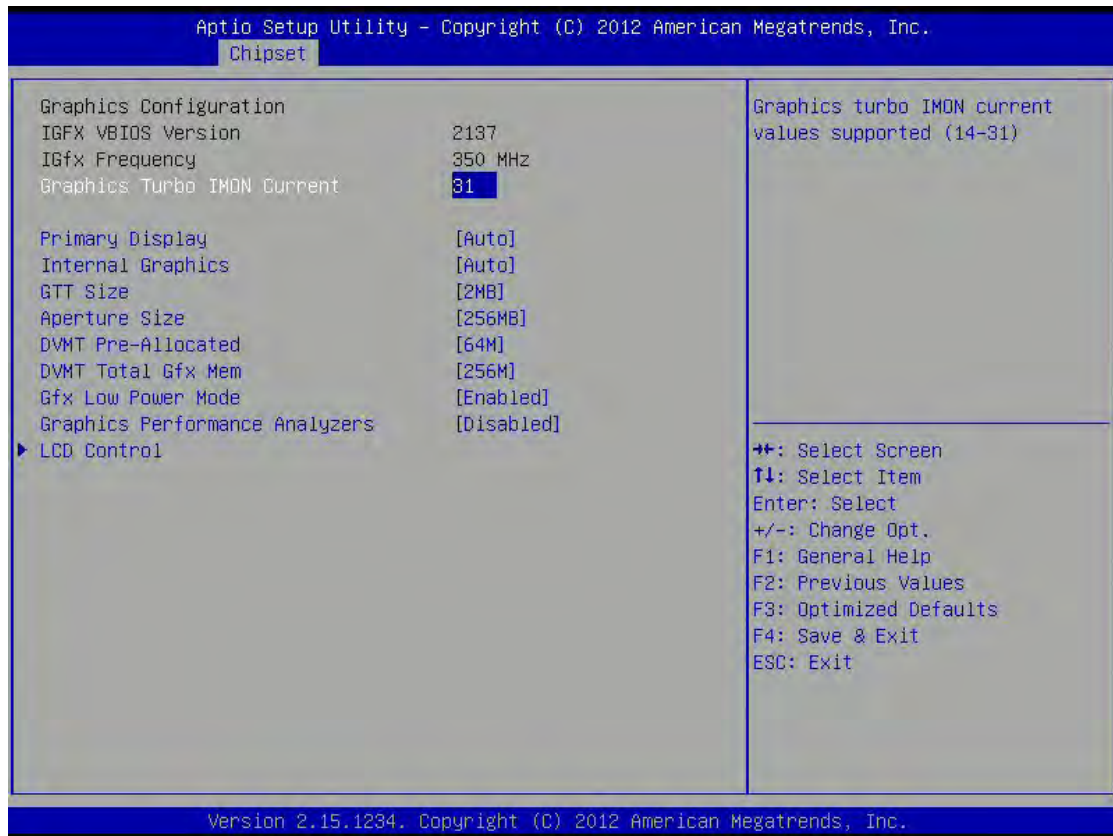 Aptio Setup Utility – Copyright (C) 2012 American Megatrends, Inc.
Chipset
Graphics Configuration
IGFX VBIOS Version 2137
IGfx Frequency 350 MHz
Graphics Turbo IMON Current 31
Primary Display [Auto]
Internal Graphics [Auto]
GTT Size [2MB]
Aperture Size [256MB]
DVMT Pre-Allocated [64M]
DVMT Total Gfx Mem [256M]
Gfx Low Power Mode [Enabled]
Graphics Performance Analyzers [Disabled]
LCD Control
Graphics turbo IMON current
values supported (14-31)
→←: Select Screen
↑↓: Select Item
Enter: Select
+/-: Change Opt.
F1: General Help
F2: Previous Values
F3: Optimized Defaults
F4: Save & Exit
ESC: Exit
Version 2.15.1234. Copyright (C) 2012 American Megatrends, Inc.